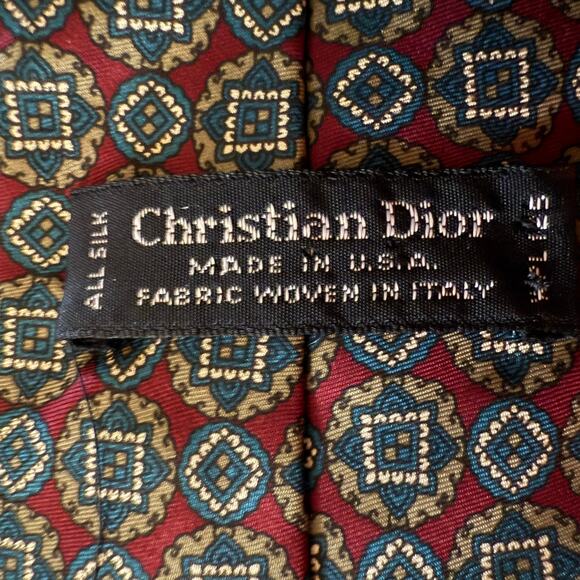 ALL SILK
Christian Dior
MADE IN U.S.A.
FABRIC WOVEN IN ITALY